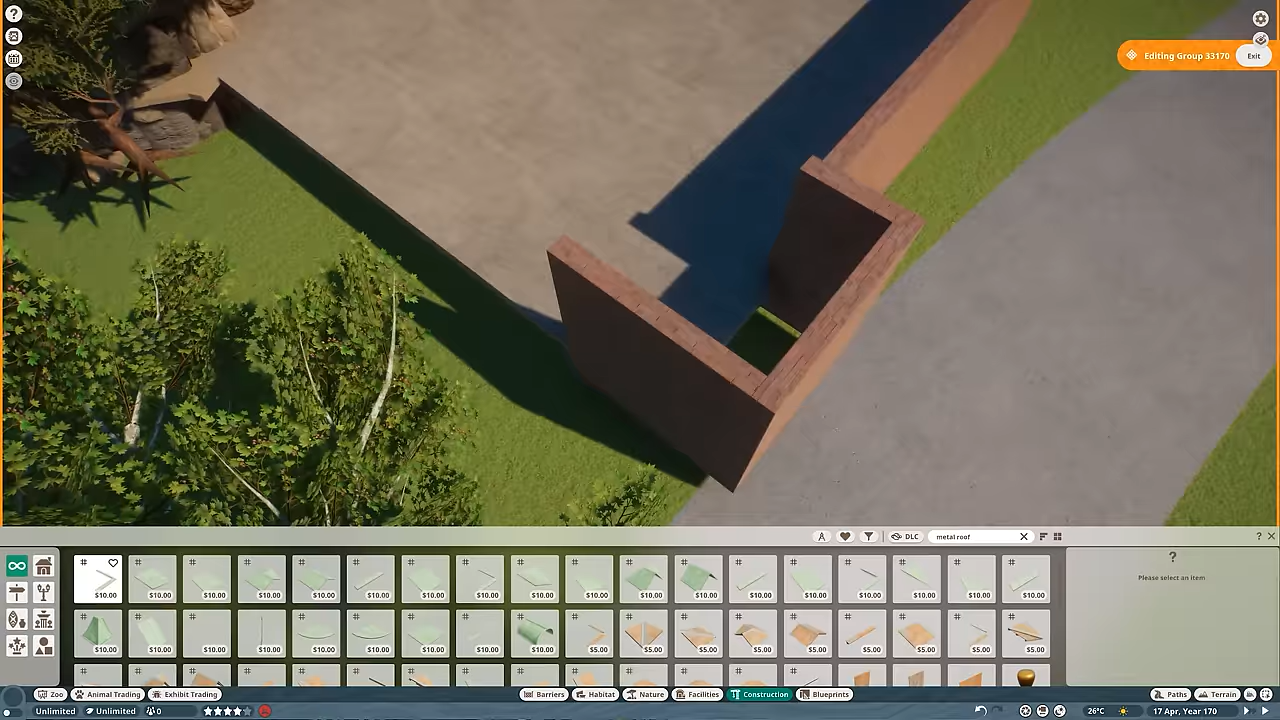 Editing Group 33170 Exit
DLC metal roof
Please select an item
$10.00 $10.00 $10.00 $10.00 $10.00 $10.00 $10.00 $10.00 $10.00 $10.00 $10.00 $10.00 $10.00 $10.00 $10.00 $10.00 $10.00 $10.00
$10.00 $10.00 $10.00 $10.00 $10.00 $10.00 $10.00 $10.00 $10.00 $5.00 $5.00 $5.00 $5.00 $5.00 $5.00 $5.00 $5.00 $5.00
Zoo Animal Trading Exhibit Trading Barriers Habitat Nature Facilities Construction Blueprints Paths Terrain
Unlimited Unlimited 0 26°C 17 Apr, Year 170